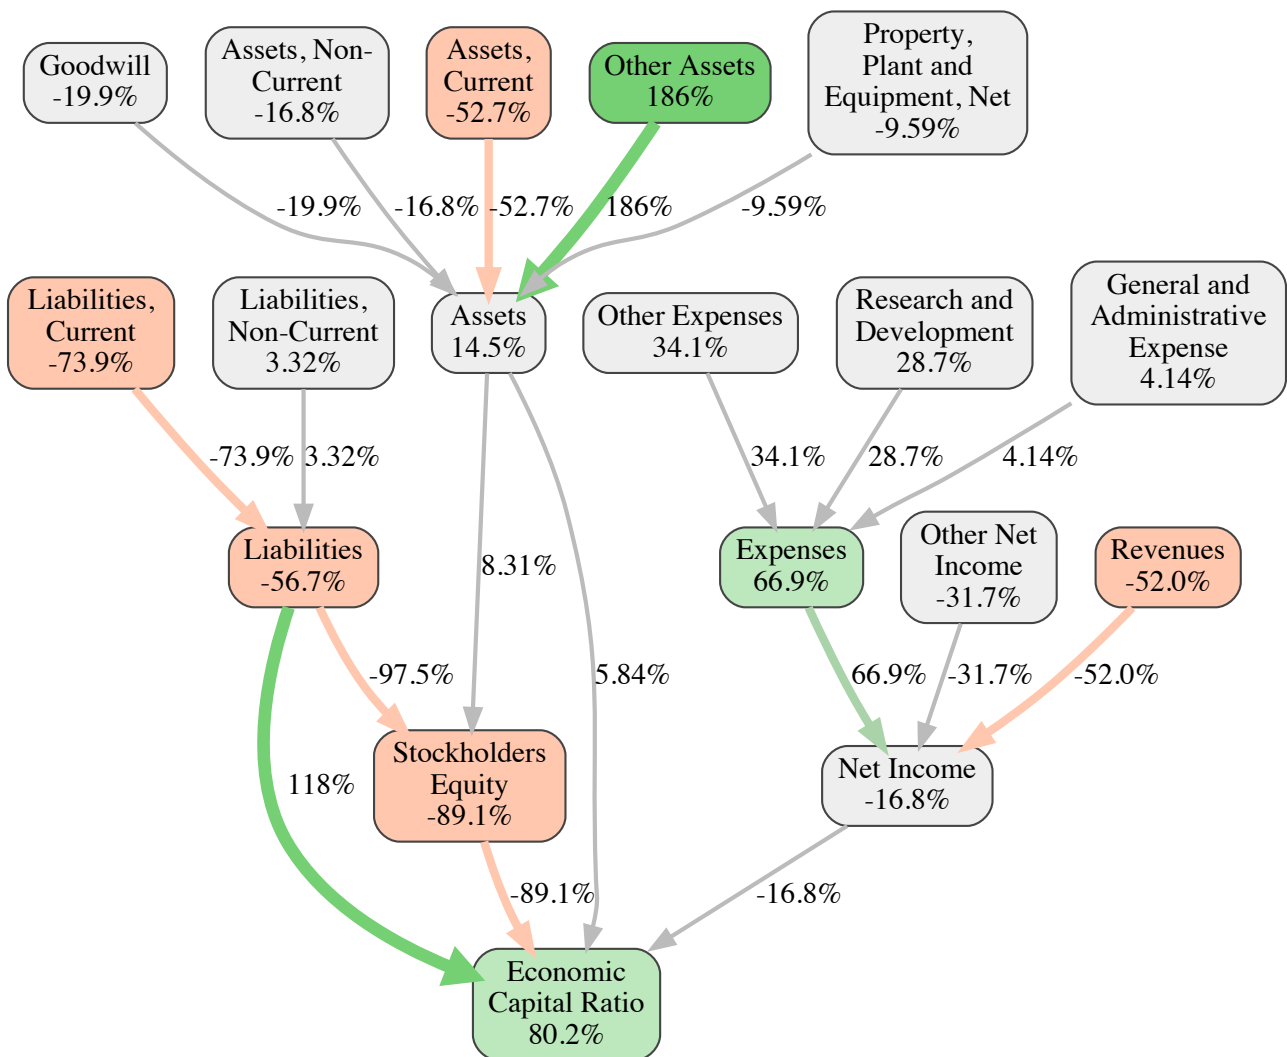 Goodwill
-19.9%
Assets, Non-
Current
-16.8%
Assets,
Current
-52.7%
Other Assets
186%
Property,
Plant and
Equipment, Net
-9.59%
-19.9%
-16.8%
-52.7%
186%
-9.59%
Liabilities,
Current
-73.9%
Liabilities,
Non-Current
3.32%
Assets
14.5%
Other Expenses
34.1%
Research and
Development
28.7%
General and
Administrative
Expense
4.14%
-73.9%
3.32%
34.1%
28.7%
4.14%
Liabilities
-56.7%
8.31%
Expenses
66.9%
Other Net
Income
-31.7%
Revenues
-52.0%
-97.5%
5.84%
66.9%
-31.7%
-52.0%
118%
Stockholders
Equity
-89.1%
Net Income
-16.8%
-89.1%
-16.8%
Economic
Capital Ratio
80.2%